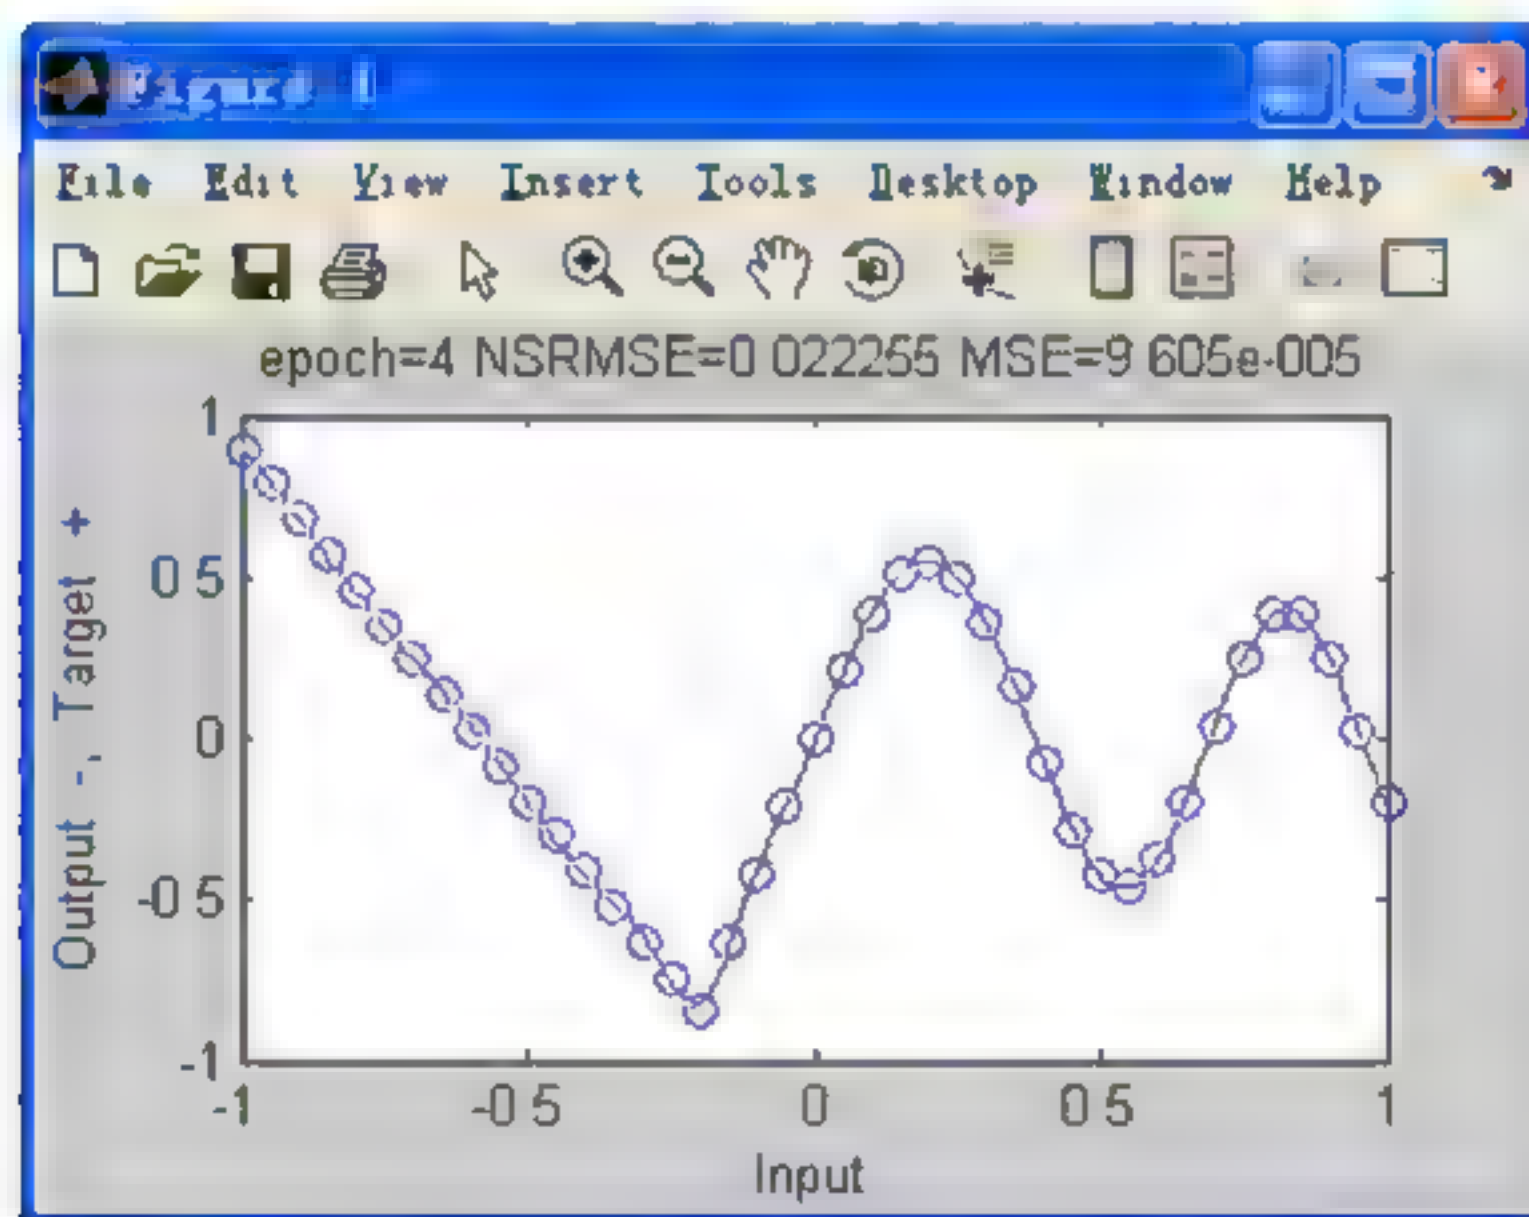 Figure 1
File Edit View Insert Tools Desktop Window Help
epoch=4 NSRMSE=0 022255 MSE=9 605e-005
Output -, Target +
1
0 5
0
-0 5
-1
-1 -0 5 0 0 5 1
Input